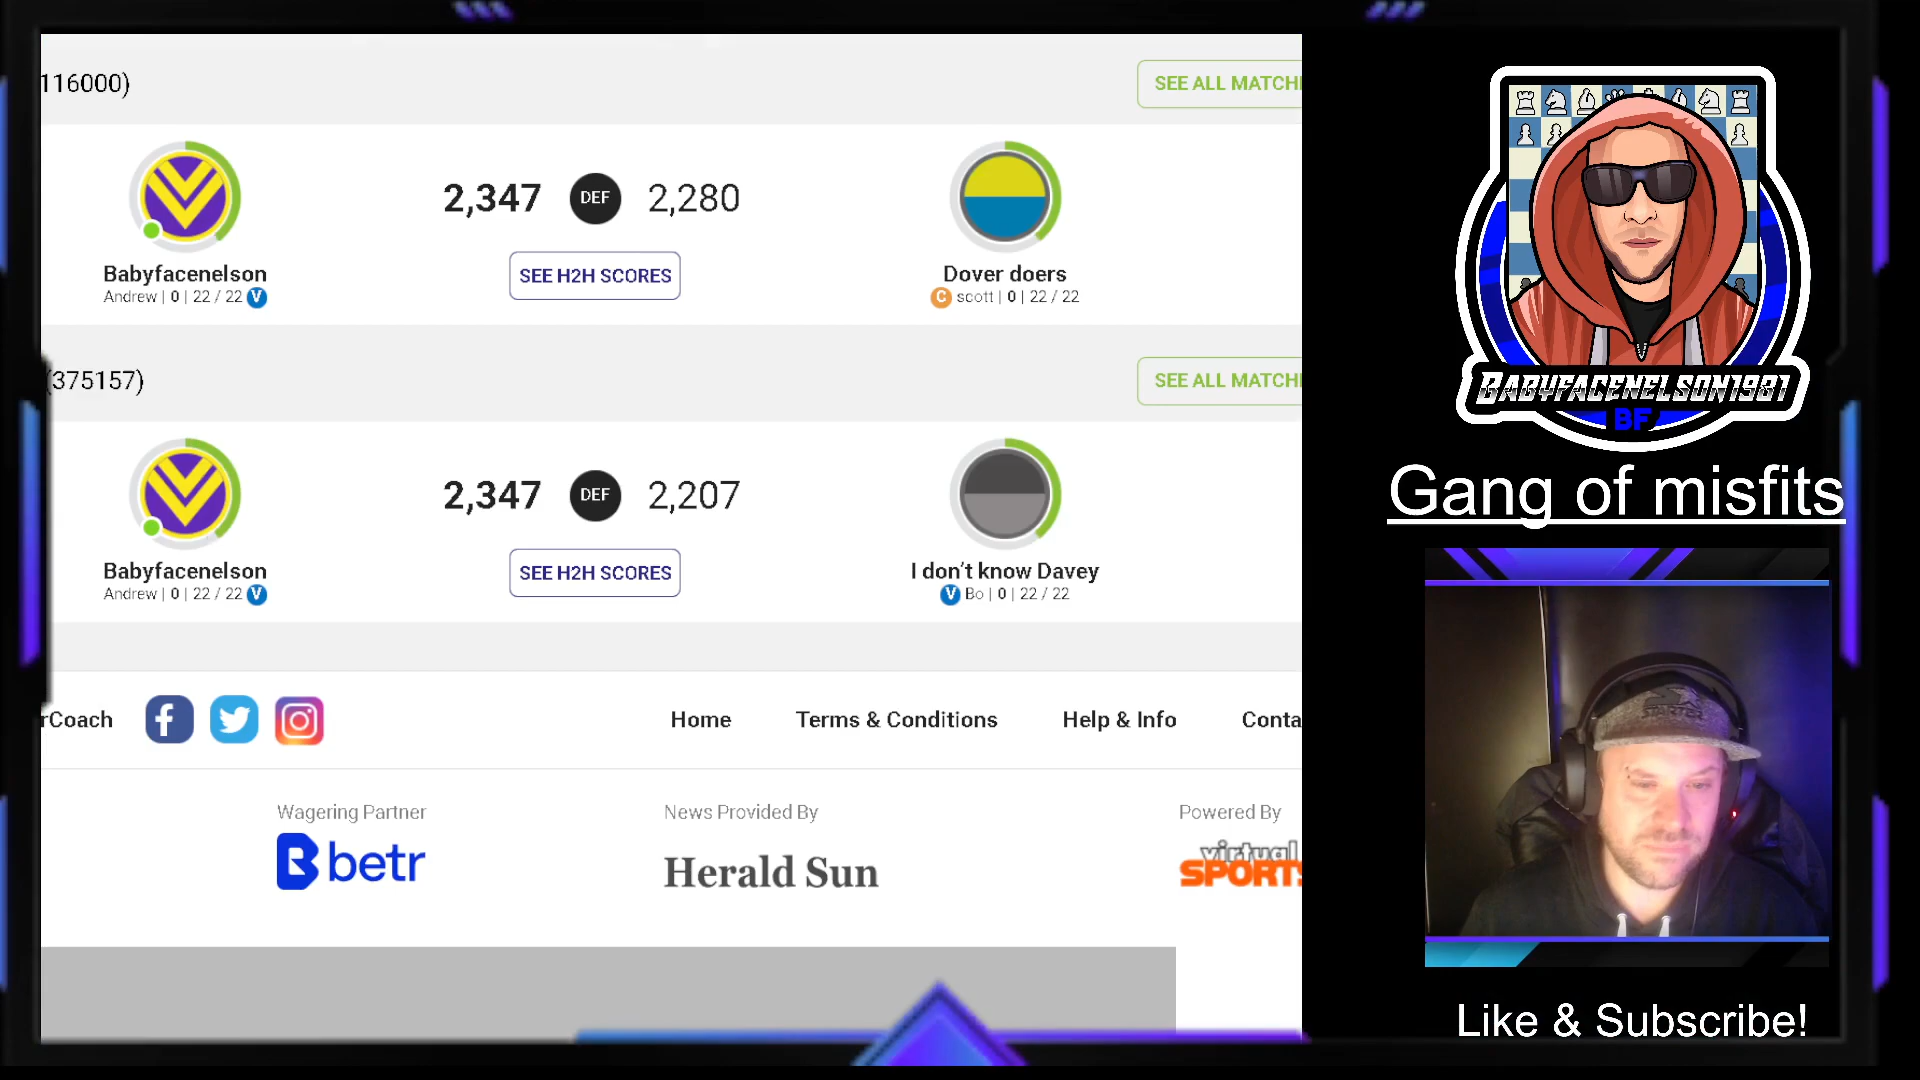 116000)
SEE ALL MATCHI
2,347 DEF 2,280
SEE H2H SCORES
Babyfacenelson
Andrew | 0 | 22 / 22 V
Dover doers
C scott | 0 | 22 / 22
(375157)
SEE ALL MATCHI
2,347 DEF 2,207
SEE H2H SCORES
Babyfacenelson
Andrew | 0 | 22 / 22 V
I don't know Davey
V Bo | 0 | 22 / 22
rCoach
Home
Terms & Conditions
Help & Info
Conta
Wagering Partner
betr
News Provided By
Herald Sun
Powered By
virtual
SPORTS
BABYFACENELSON1981
BF
Gang of misfits
Like & Subscribe!